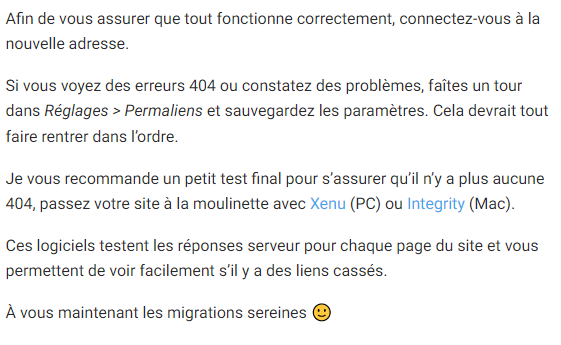 Afin de vous assurer que tout fonctionne correctement, connectez-vous à la
nouvelle adresse.
Si vous voyez des erreurs 404 ou constatez des problèmes, faîtes un tour
dans Réglages > Permaliens et sauvegardez les paramètres. Cela devrait tout
faire rentrer dans l’ordre.
Je vous recommande un petit test final pour s’assurer qu’il n’y a plus aucune
404, passez votre site à la moulinette avec Xenu (PC) ou Integrity (Mac).
Ces logiciels testent les réponses serveur pour chaque page du site et vous
permettent de voir facilement s’il y a des liens cassés.
À vous maintenant les migrations sereines 🙂